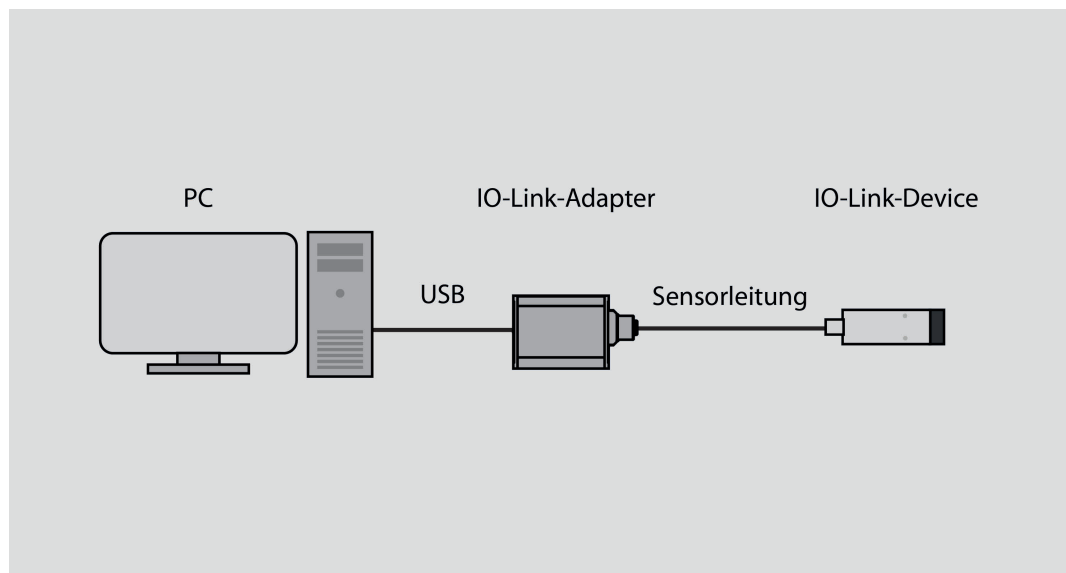 PC
IO-Link-Adapter
IO-Link-Device
USB
Sensorleitung